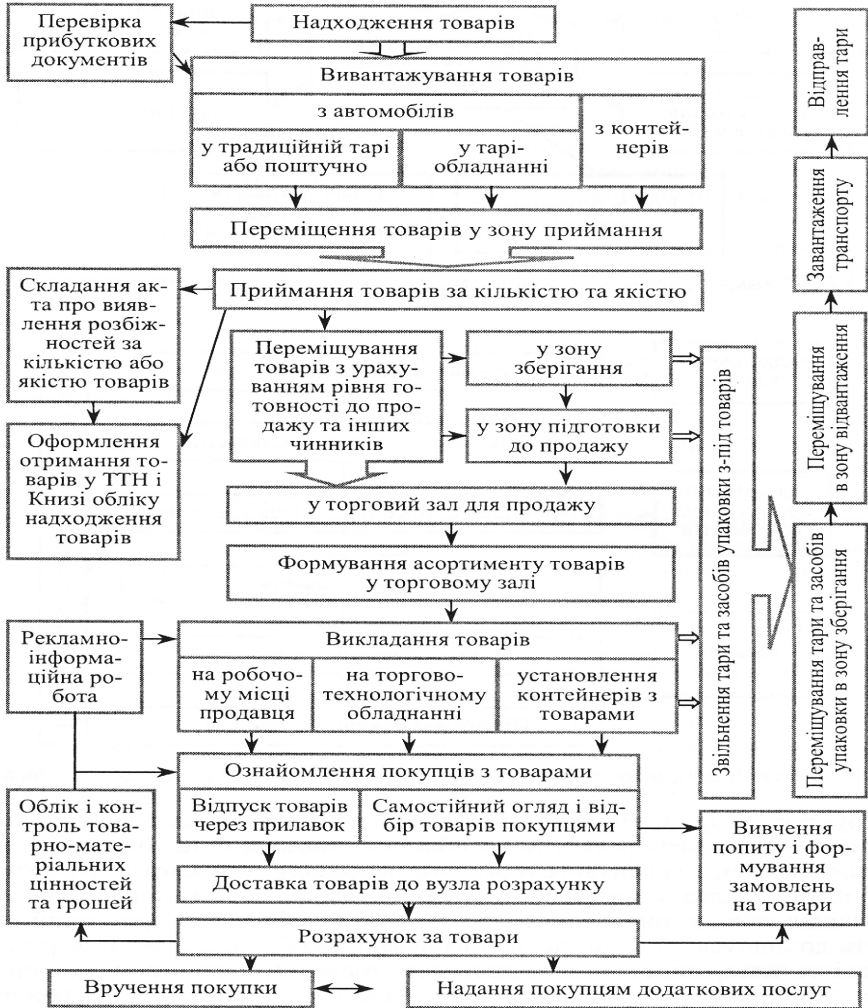 Перевірка
прибуткових
документів
Надходження товарів
Вивантажування товарів
з автомобілів
у традиційній тарі
або поштучно
у тарі-
обладнанні
з контей-
нерів
Переміщення товарів у зону приймання
Приймання товарів за кількістю та якістю
Складання ак-
та про вияв-
лення розбіж-
ностей за
кількістю або
якістю товарів
Оформлення
отримання то-
варів у ТТН і
Книзі обліку
надходження
товарів
Переміщування
товарів з ураху-
ванням рівня го-
товності до про-
дажу та інших
чинників
у зону
зберігання
у зону підготовки
до продажу
у торговий зал для продажу
Формування асортименту товарів
у торговому залі
Рекламно-
інформа-
ційна ро-
бота
Викладання товарів
на робочо-
му місці
продавця
на торгово-
технологічному
обладнанні
установлення
контейнерів з
товарами
Ознайомлення покупців з товарами
Відпуск товарів
через прилавок
Самостійний огляд і від-
бір товарів покупцями
Облік і кон-
троль това-
рно-мате-
ріальних
цінностей
та грошей
Доставка товарів до вузла розрахунку
Розрахунок за товари
Вручення покупки
Надання покупцям додаткових послуг
Вивчення
попиту і фор-
мування
замовлень
на товари
Звільнення тари та засобів упаковки з-під товарів
Переміщування тари та засобів
упаковки в зону зберігання
Переміщування
в зону відвантаження
Завантаження
транспорту
Відправ-
лення тари